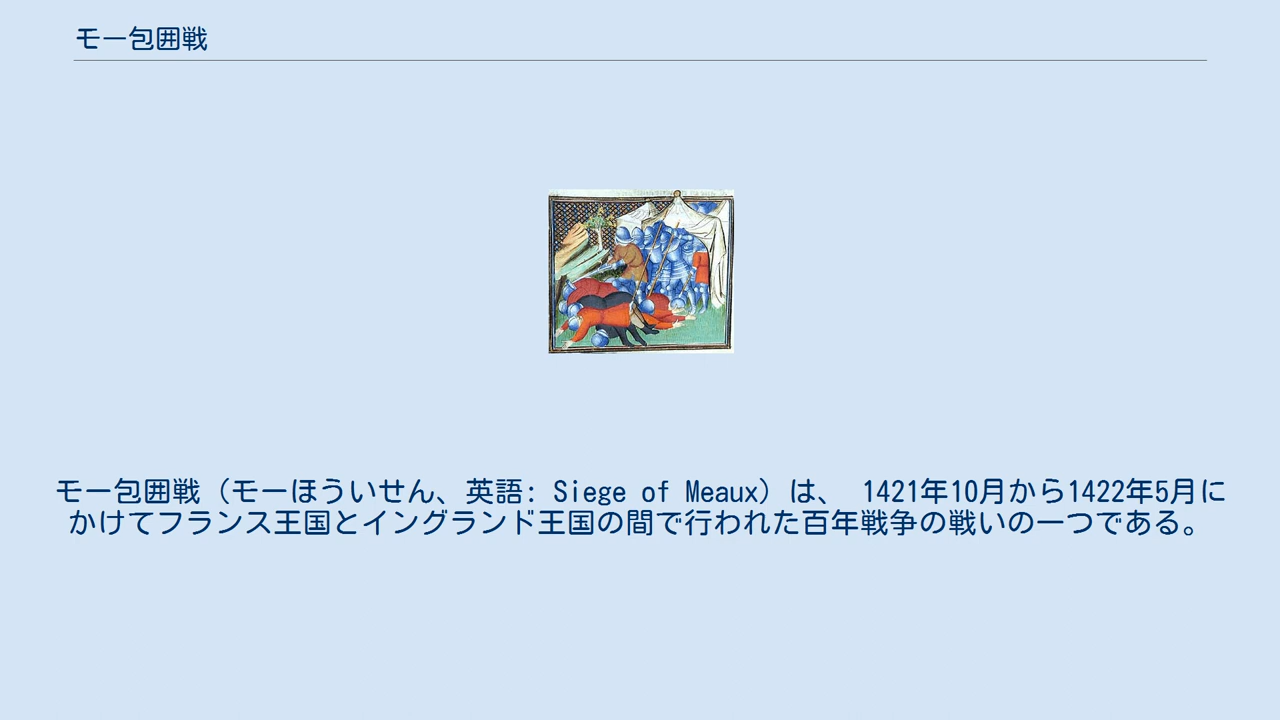 モー包囲戦
モー包囲戦（モーほういせん、英語: Siege of Meaux）は、 1421年10月から1422年5月に
かけてフランス王国とイングランド王国の間で行われた百年戦争の戦いの一つである。